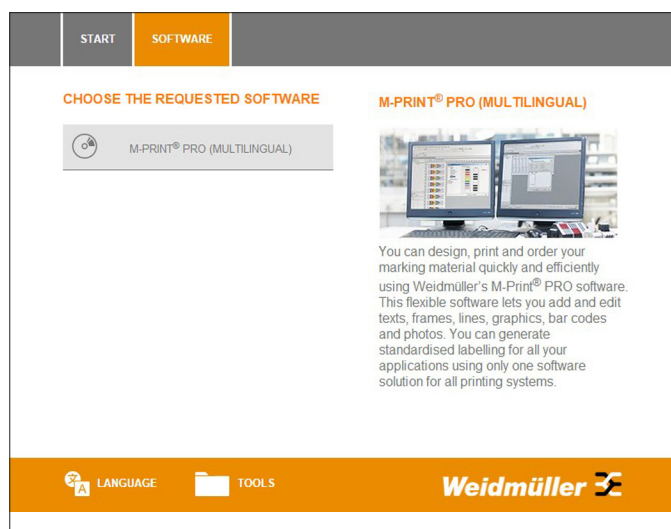 START
SOFTWARE
CHOOSE THE REQUESTED SOFTWARE
M-PRINT® PRO (MULTILINGUAL)
M-PRINT® PRO (MULTILINGUAL)
You can design, print and order your
marking material quickly and efficiently
using Weidmüller's M-Print® PRO software.
This flexible software lets you add and edit
texts, frames, lines, graphics, bar codes
and photos. You can generate
standardised labelling for all your
applications using only one software
solution for all printing systems.
LANGUAGE
TOOLS
Weidmüller